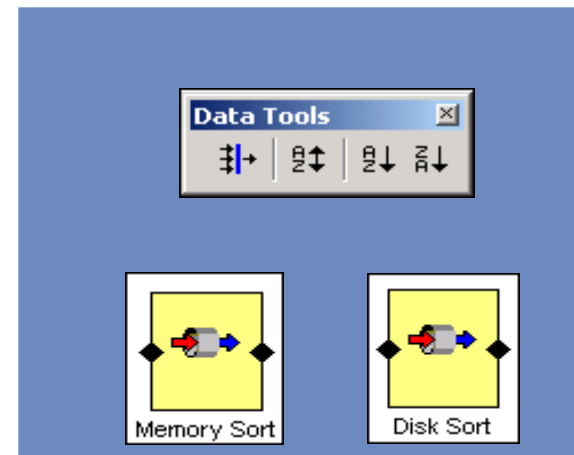 Data Tools
A Z
A Z
Z A
Memory Sort
Disk Sort